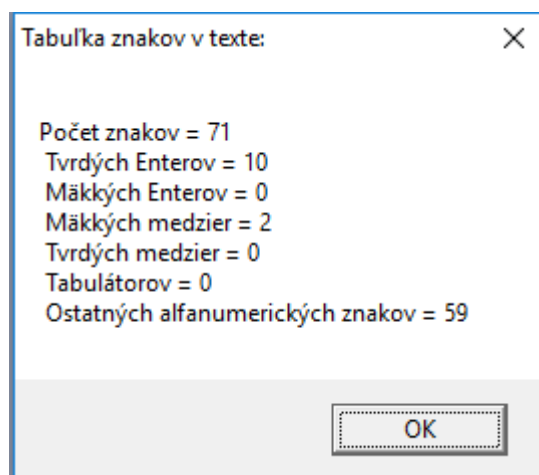 Tabuľka znakov v texte:
Počet znakov = 71
Tvrdých Enterov = 10
Mäkkých Enterov = 0
Mäkkých medzier = 2
Tvrdých medzier = 0
Tabulátorov = 0
Ostatných alfanumerických znakov = 59
OK